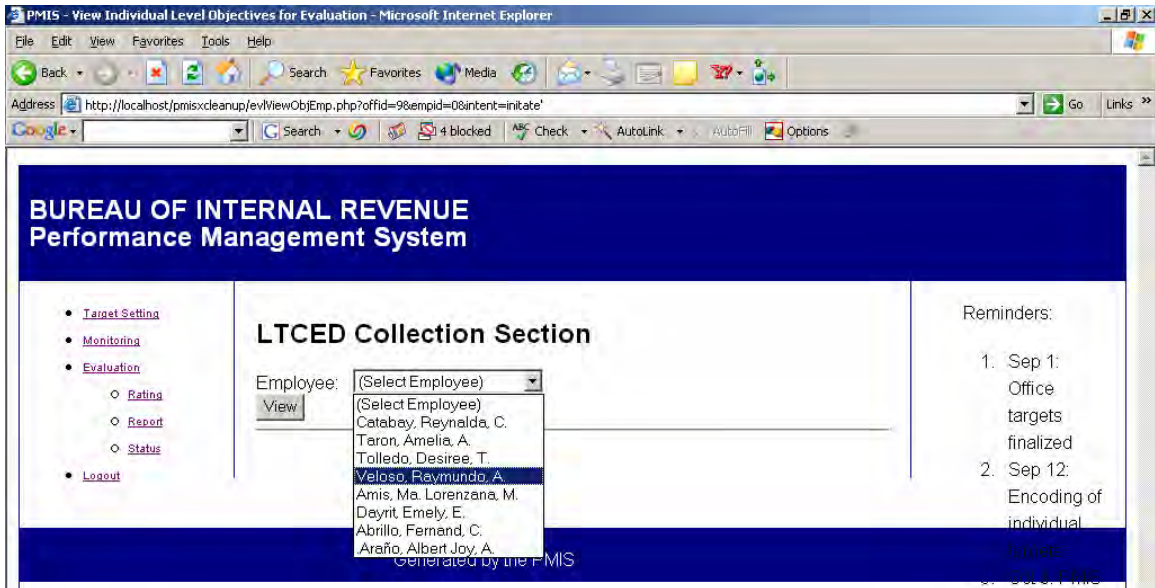 PMIS - View Individual Level Objectives for Evaluation - Microsoft Internet Explorer
File Edit View Favorites Tools Help
Back Search Favorites Media
Address http://localhost/pmisxcleanup/evlViewObjEmp.php?offid=9&empid=0&intent=initate' Go Links »
Google Search 4 blocked Check AutoLink AutoFill Options
BUREAU OF INTERNAL REVENUE
Performance Management System
Target Setting
Monitoring
Evaluation
Rating
Report
Status
Logout
LTCED Collection Section
Employee: (Select Employee)
View
(Select Employee)
Catabay, Reynalda, C.
Taron, Amelia, A.
Tolledo, Desiree, T.
Veloso, Raymundo, A.
Amis, Ma. Lorenzana, M.
Dayrit, Emely, E.
Abrillo, Fernand, C.
Araño, Albert Joy, A.
Generated by the PMIS
Reminders:
1. Sep 1:
Office
targets
finalized
2. Sep 12:
Encoding of
individual